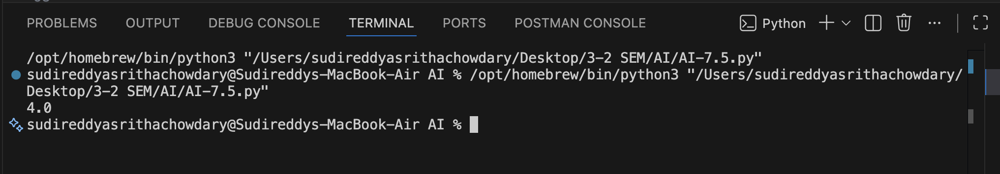 PROBLEMS OUTPUT DEBUG CONSOLE TERMINAL PORTS POSTMAN CONSOLE Python
/opt/homebrew/bin/python3 "/Users/sudireddyasrithachowdary/Desktop/3-2 SEM/AI/AI-7.5.py"
sudireddyasrithachowdary@Sudireddys-MacBook-Air AI % /opt/homebrew/bin/python3 "/Users/sudireddyasrithachowdary/
Desktop/3-2 SEM/AI/AI-7.5.py"
4.0
sudireddyasrithachowdary@Sudireddys-MacBook-Air AI %